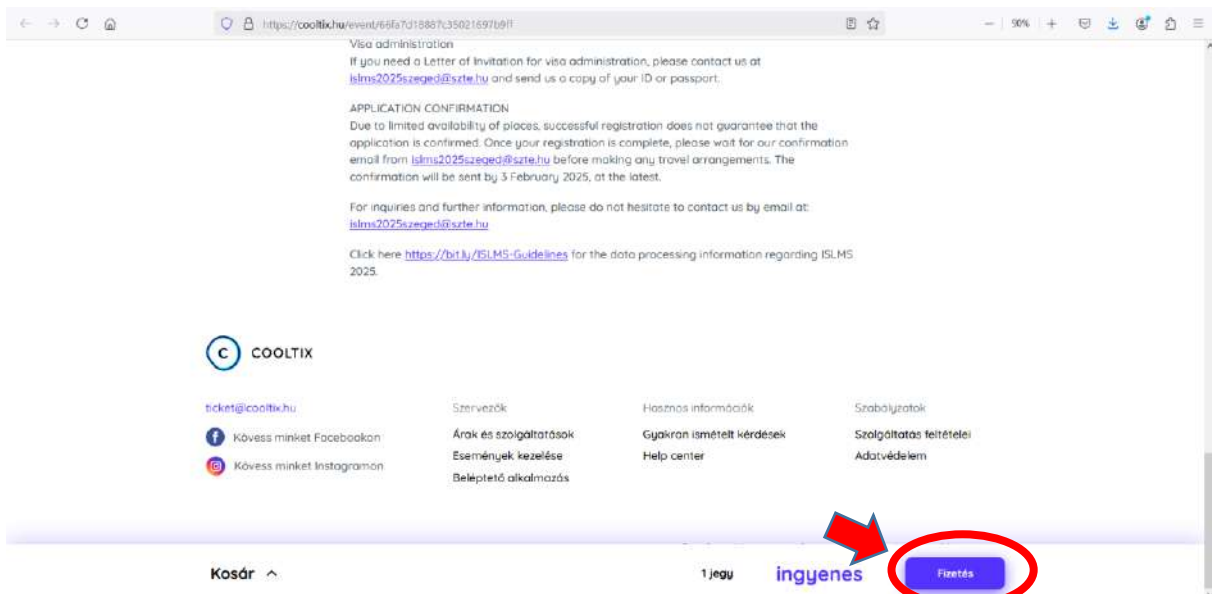 https://cooltix.hu/event/66fa7d18887c35021697b9ff
90%
Visa administration
If you need a Letter of Invitation for visa administration, please contact us at
islms2025szeged@szte.hu and send us a copy of your ID or passport.
APPLICATION CONFIRMATION
Due to limited availability of places, successful registration does not guarantee that the
application is confirmed. Once your registration is complete, please wait for our confirmation
email from islms2025szeged@szte.hu before making any travel arrangements. The
confirmation will be sent by 3 February 2025, at the latest.
For inquiries and further information, please do not hesitate to contact us by email at:
islms2025szeged@szte.hu
Click here https://bit.ly/ISLMS-Guidelines for the data processing information regarding ISLMS
2025.
C COOLTIX
ticket@cooltix.hu
Kövess minket Facebookon
Kövess minket Instagramon
Szervezők
Árak és szolgáltatások
Események kezelése
Beléptető alkalmazás
Hasznos információk
Gyakran ismételt kérdések
Help center
Szabályzatok
Szolgáltatás feltételei
Adatvédelem
Kosár
1 jegy
ingyenes
Fizetés